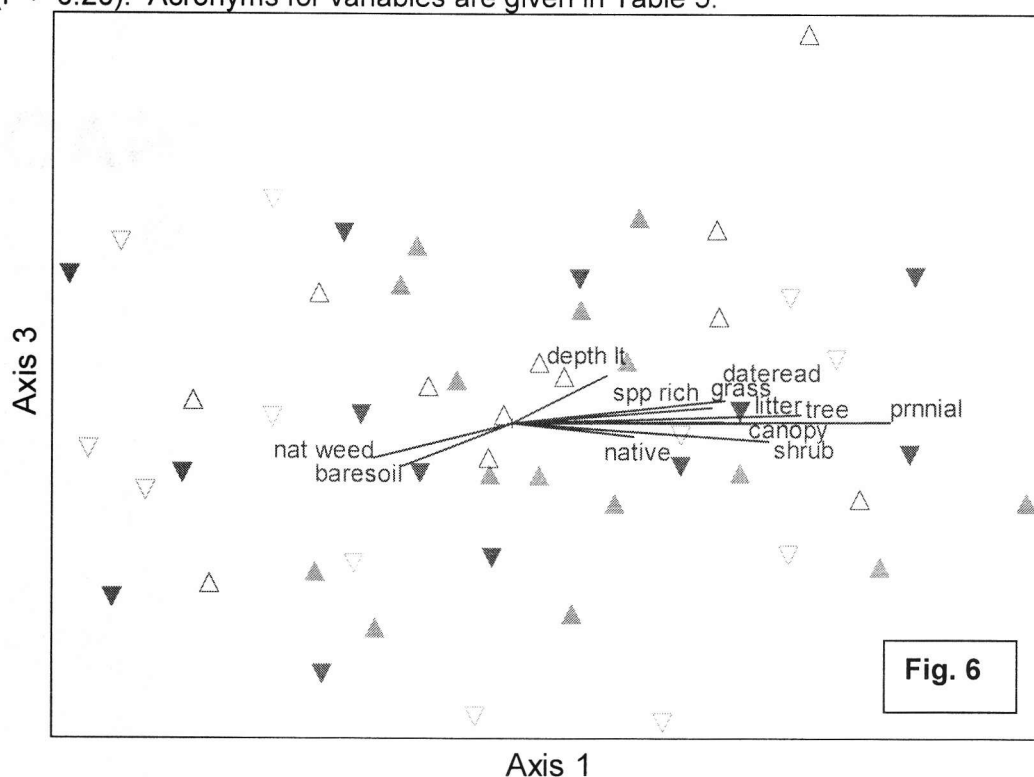 Acronyms for variables are given in Table 5.
depth lt
dateread
spp rich grass
litter tree prnnial
canopy
nat weed native shrub
baresoil
Axis 3
Fig. 6
Axis 1